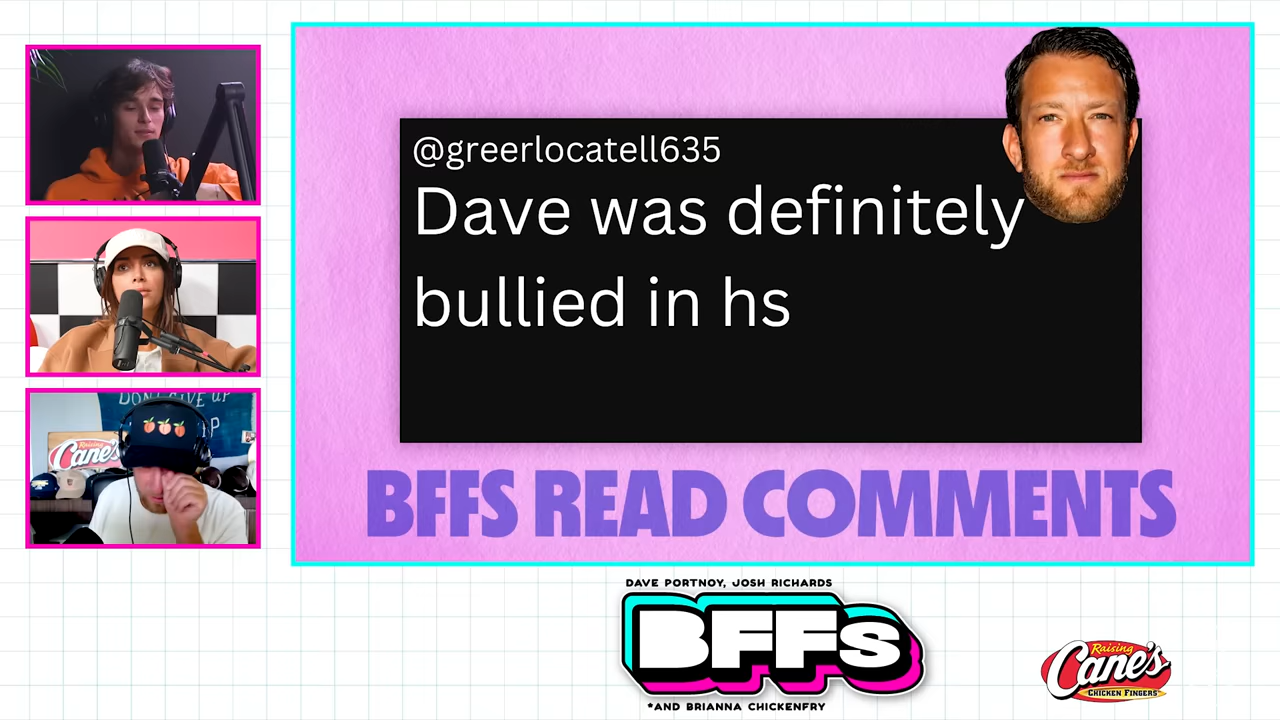 @greerlocatell635
Dave was definitely
bullied in hs
BFFS READ COMMENTS
DON'T GIVE UP
Raising
Cane's
DAVE PORTNOY, JOSH RICHARDS
BFFs
*AND BRIANNA CHICKENFRY
Raising
Cane's
CHICKEN FINGERS